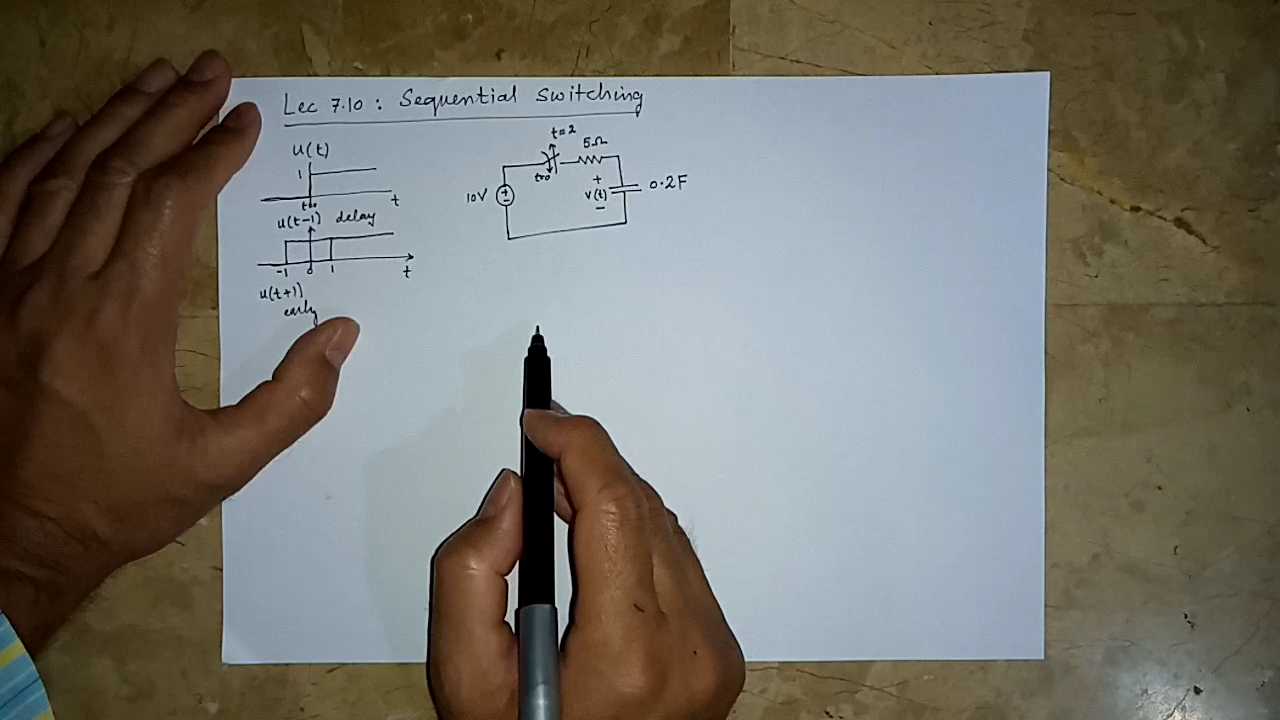 Lec 7.10 : Sequential Switching
u(t)
1
t=0
t
u(t-1) delay
-1 0 1
t
u(t+1)
early
t=2
5Ω
t=0
10V
+
-
+
v(t)
-
0.2F